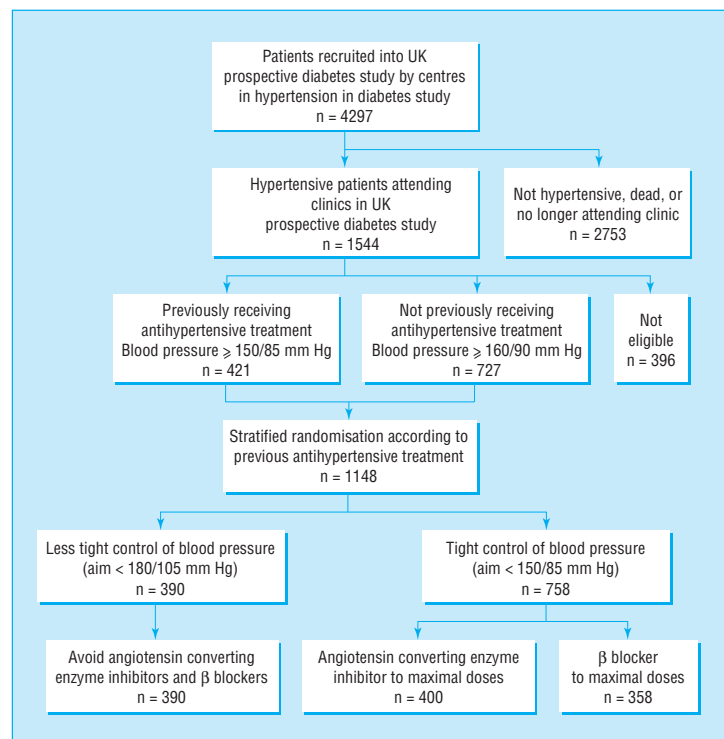 Patients recruited into UK
prospective diabetes study by centres
in hypertension in diabetes study
n = 4297
Hypertensive patients attending
clinics in UK
prospective diabetes study
n = 1544
Not hypertensive, dead, or
no longer attending clinic
n = 2753
Previously receiving
antihypertensive treatment
Blood pressure ⩾ 150/85 mm Hg
n = 421
Not previously receiving
antihypertensive treatment
Blood pressure ⩾ 160/90 mm Hg
n = 727
Not
eligible
n = 396
Stratified randomisation according to
previous antihypertensive treatment
n = 1148
Less tight control of blood pressure
(aim < 180/105 mm Hg)
n = 390
Tight control of blood pressure
(aim < 150/85 mm Hg)
n = 758
Avoid angiotensin converting
enzyme inhibitors and β blockers
n = 390
Angiotensin converting enzyme
inhibitor to maximal doses
n = 400
β blocker
to maximal doses
n = 358